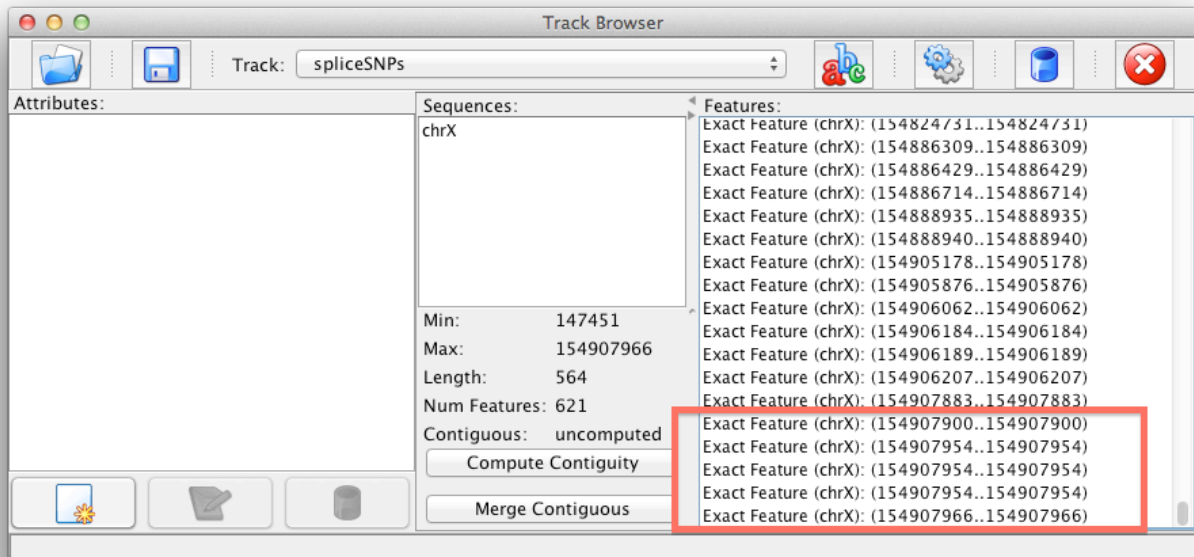 Track Browser
Track: spliceSNPs
abc
Attributes:
Sequences:
chrX
Min: 147451
Max: 154907966
Length: 564
Num Features: 621
Contiguous: uncomputed
Compute Contiguity
Merge Contiguous
Features:
Exact Feature (chrX): (154824731..154824731)
Exact Feature (chrX): (154886309..154886309)
Exact Feature (chrX): (154886429..154886429)
Exact Feature (chrX): (154886714..154886714)
Exact Feature (chrX): (154888935..154888935)
Exact Feature (chrX): (154888940..154888940)
Exact Feature (chrX): (154905178..154905178)
Exact Feature (chrX): (154905876..154905876)
Exact Feature (chrX): (154906062..154906062)
Exact Feature (chrX): (154906184..154906184)
Exact Feature (chrX): (154906189..154906189)
Exact Feature (chrX): (154906207..154906207)
Exact Feature (chrX): (154907883..154907883)
Exact Feature (chrX): (154907900..154907900)
Exact Feature (chrX): (154907954..154907954)
Exact Feature (chrX): (154907954..154907954)
Exact Feature (chrX): (154907954..154907954)
Exact Feature (chrX): (154907966..154907966)